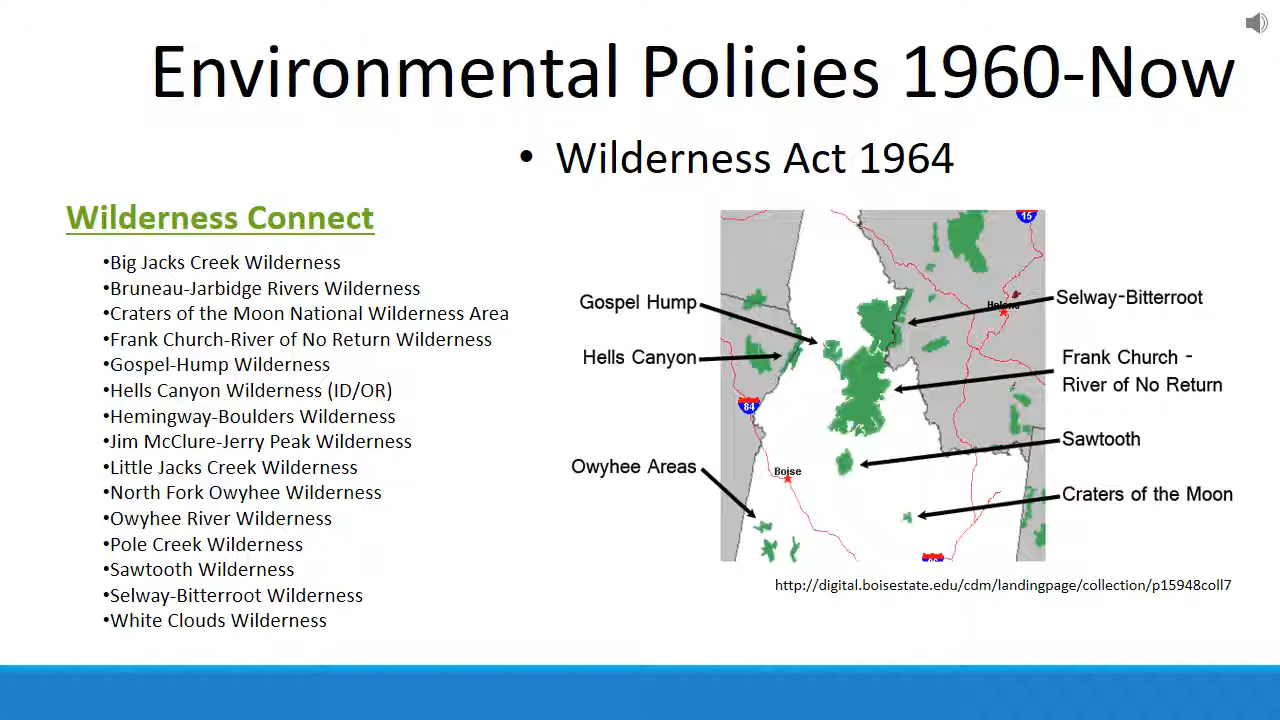 Environmental Policies 1960-Now
• Wilderness Act 1964
Wilderness Connect
•Big Jacks Creek Wilderness
•Bruneau-Jarbidge Rivers Wilderness
•Craters of the Moon National Wilderness Area
•Frank Church-River of No Return Wilderness
•Gospel-Hump Wilderness
•Hells Canyon Wilderness (ID/OR)
•Hemingway-Boulders Wilderness
•Jim McClure-Jerry Peak Wilderness
•Little Jacks Creek Wilderness
•North Fork Owyhee Wilderness
•Owyhee River Wilderness
•Pole Creek Wilderness
•Sawtooth Wilderness
•Selway-Bitterroot Wilderness
•White Clouds Wilderness
15
Gospel Hump
Hells Canyon
84
Owyhee Areas
Boise
Selway-Bitterroot
Frank Church -
River of No Return
Sawtooth
Craters of the Moon
http://digital.boisestate.edu/cdm/landingpage/collection/p15948coll7